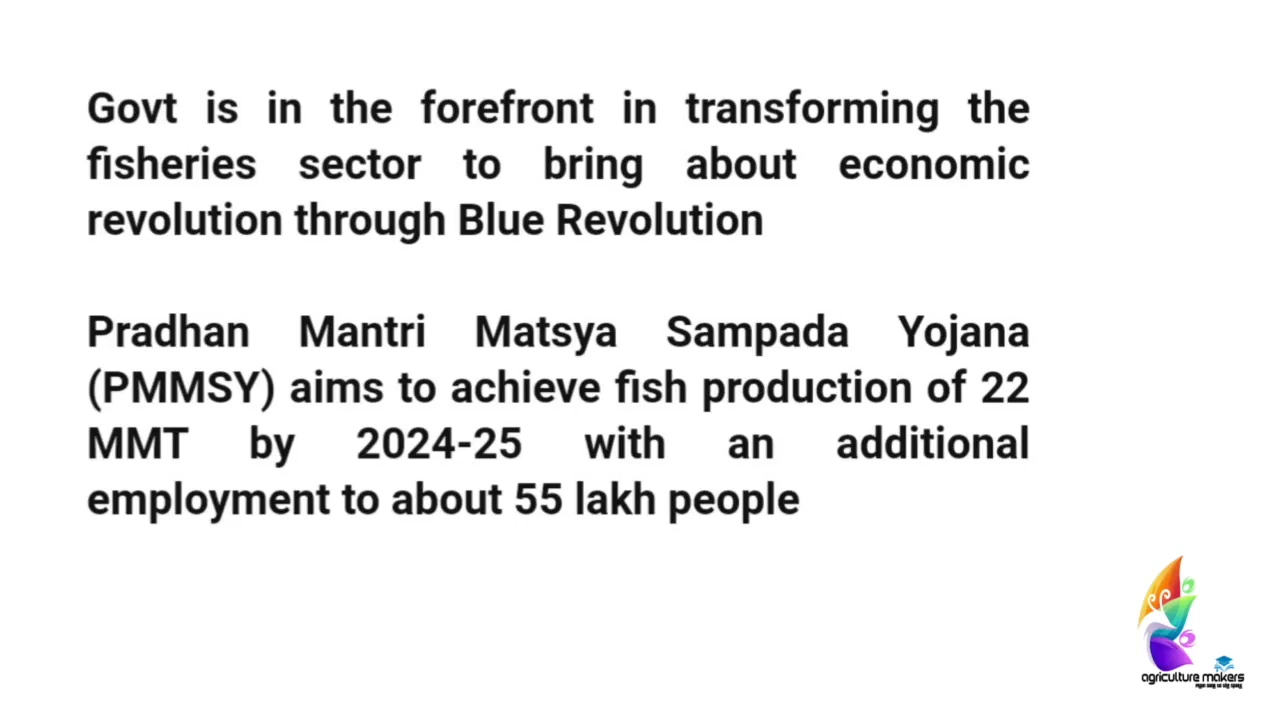 Govt is in the forefront in transforming the
fisheries sector to bring about economic
revolution through Blue Revolution
Pradhan Mantri Matsya Sampada Yojana
(PMMSY) aims to achieve fish production of 22
MMT by 2024-25 with an additional
employment to about 55 lakh people
agriculture makers